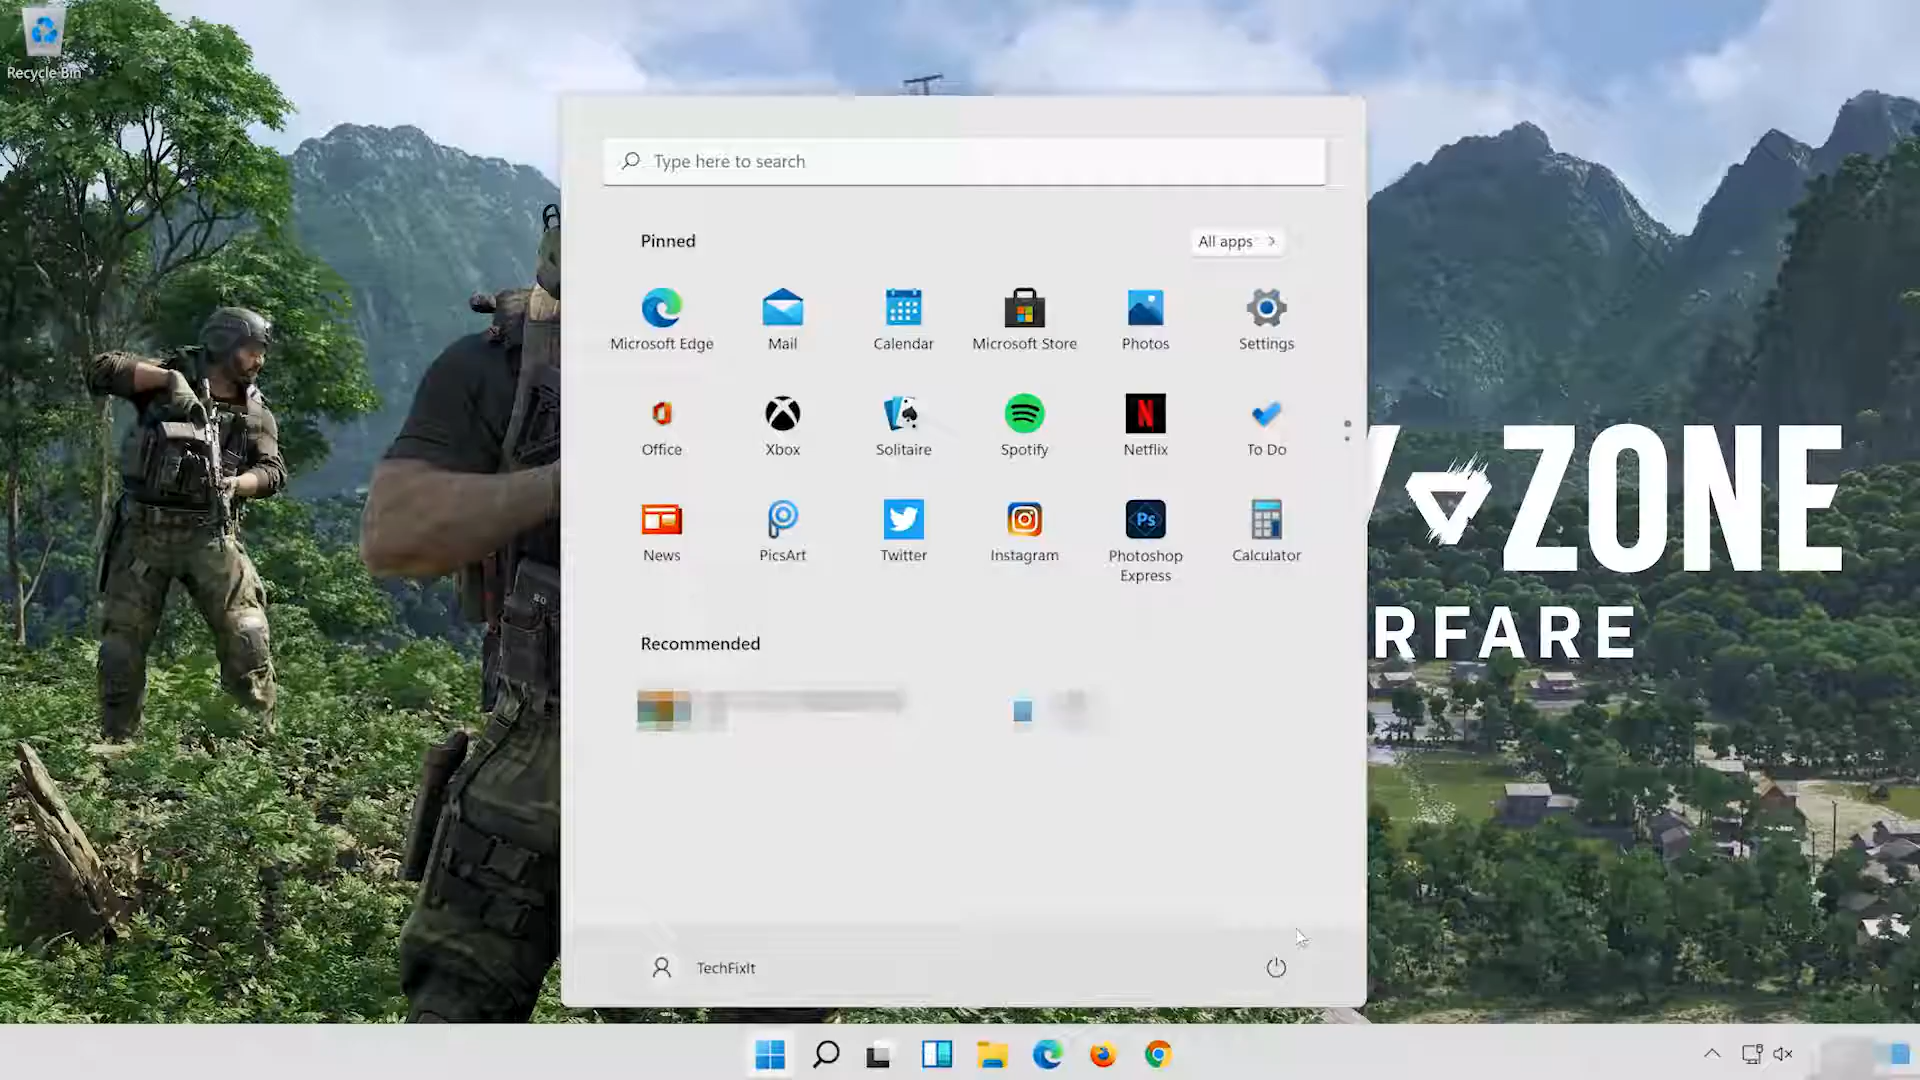 Recycle Bin
Type here to search
Pinned
All apps
Microsoft Edge
Mail
Calendar
Microsoft Store
Photos
Settings
Office
Xbox
Solitaire
Spotify
Netflix
To Do
News
PicsArt
Twitter
Instagram
Ps
Photoshop
Express
Calculator
ZONE
RFARE
Recommended
TechFixIt